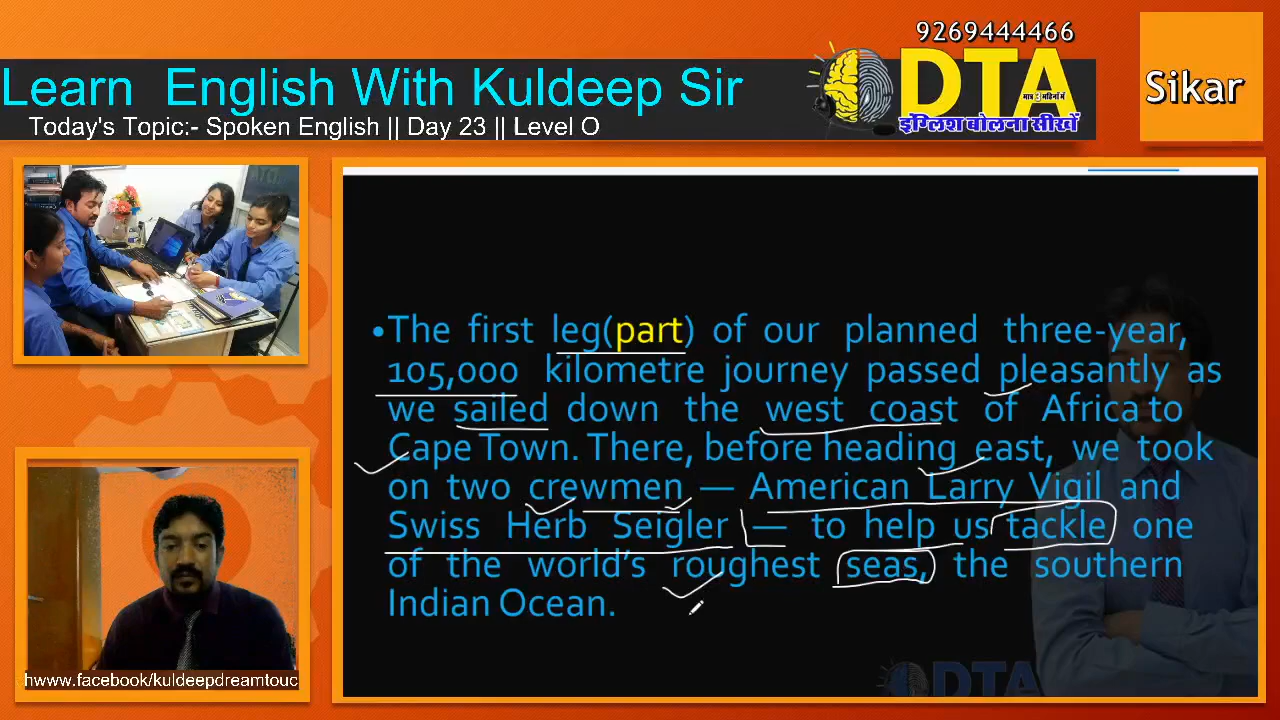 9269444466
Learn English With Kuldeep Sir
DTA
Sikar
इंग्लिश बोलना सीखें
Today's Topic:- Spoken English || Day 23 || Level O
•The first leg(part) of our planned three-year,
105,000 kilometre journey passed pleasantly as
we sailed down the west coast of Africa to
Cape Town. There, before heading east, we took
on two crewmen — American Larry Vigil and
Swiss Herb Seigler — to help us tackle one
of the world's roughest seas, the southern
Indian Ocean.
hwww.facebook/kuldeepdreamtouc
DTA